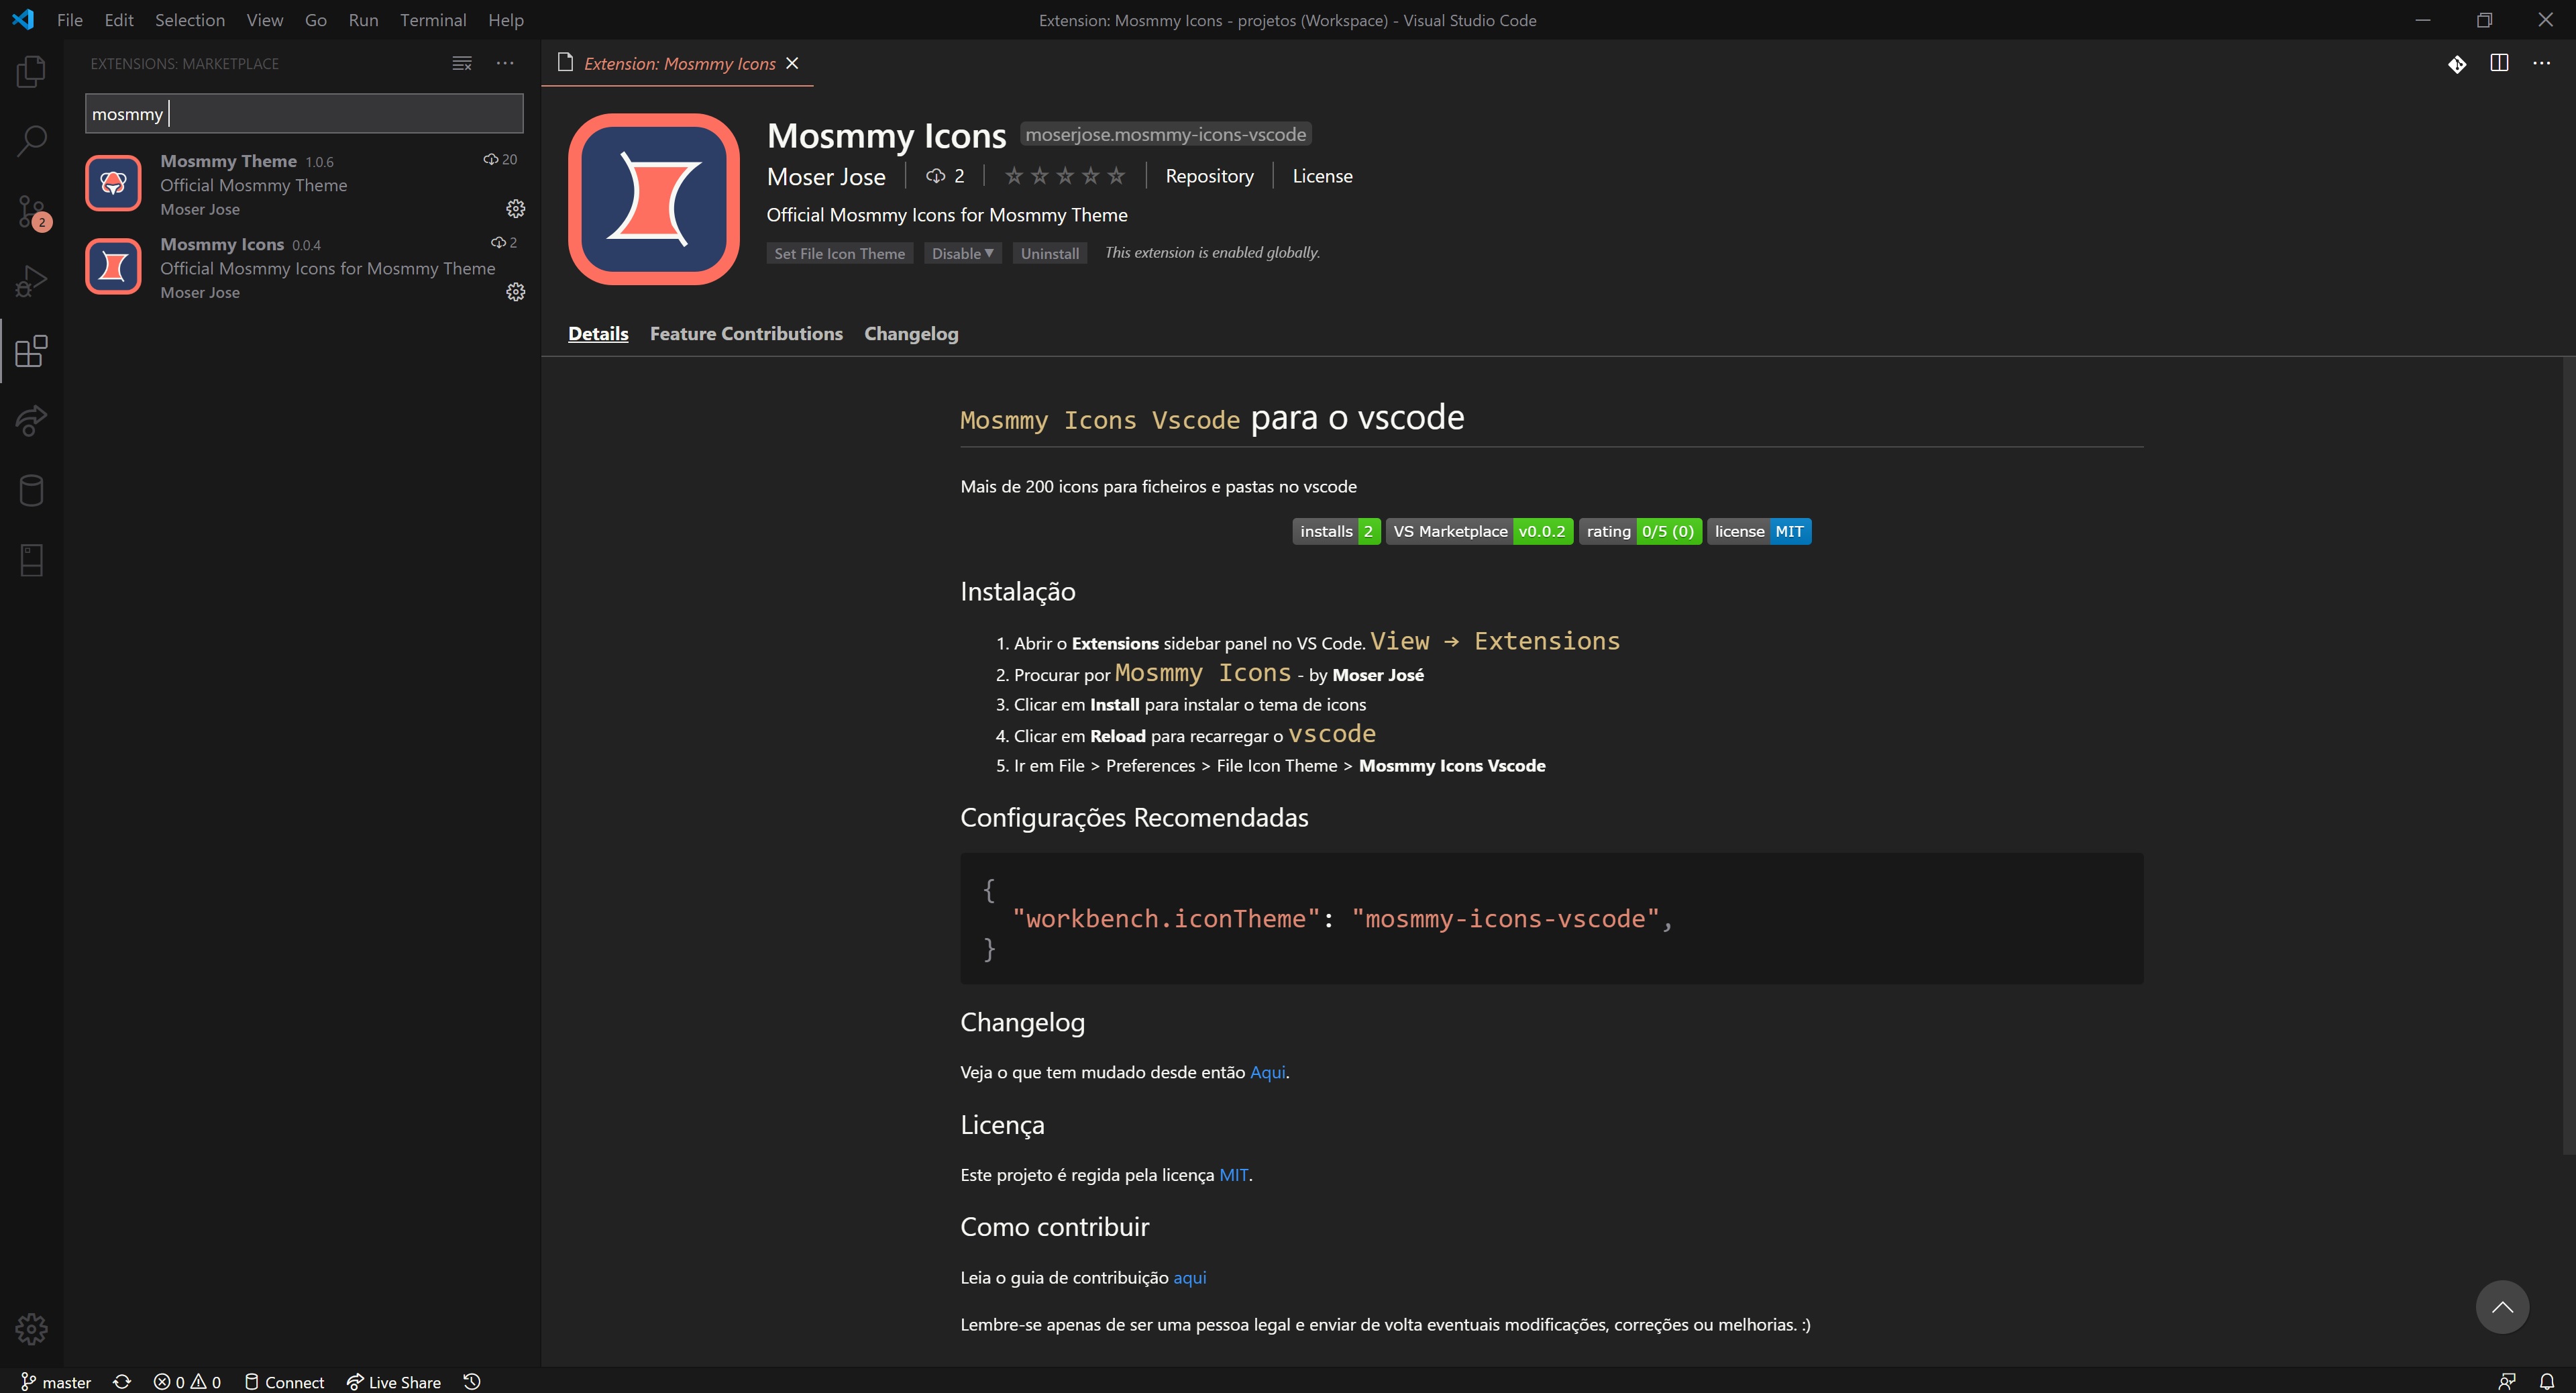 File Edit Selection View Go Run Terminal Help
Extension: Mosmmy Icons - projetos (Workspace) - Visual Studio Code
EXTENSIONS: MARKETPLACE
mosmmy
Mosmmy Theme 1.0.6 20
Official Mosmmy Theme
Moser Jose
Mosmmy Icons 0.0.4 2
Official Mosmmy Icons for Mosmmy Theme
Moser Jose
2
Extension: Mosmmy Icons
Mosmmy Icons moserjose.mosmmy-icons-vscode
Moser Jose 2 Repository License
Official Mosmmy Icons for Mosmmy Theme
Set File Icon Theme Disable Uninstall This extension is enabled globally.
Details Feature Contributions Changelog
Mosmmy Icons Vscode para o vscode
Mais de 200 icons para ficheiros e pastas no vscode
installs 2 VS Marketplace v0.0.2 rating 0/5 (0) license MIT
Instalação
1. Abrir o Extensions sidebar panel no VS Code. View → Extensions
2. Procurar por Mosmmy Icons - by Moser José
3. Clicar em Install para instalar o tema de icons
4. Clicar em Reload para recarregar o vscode
5. Ir em File > Preferences > File Icon Theme > Mosmmy Icons Vscode
Configurações Recomendadas
{
"workbench.iconTheme": "mosmmy-icons-vscode",
}
Changelog
Veja o que tem mudado desde então Aqui.
Licença
Este projeto é regida pela licença MIT.
Como contribuir
Leia o guia de contribuição aqui
Lembre-se apenas de ser uma pessoa legal e enviar de volta eventuais modificações, correções ou melhorias. :)
master 0 0 Connect Live Share